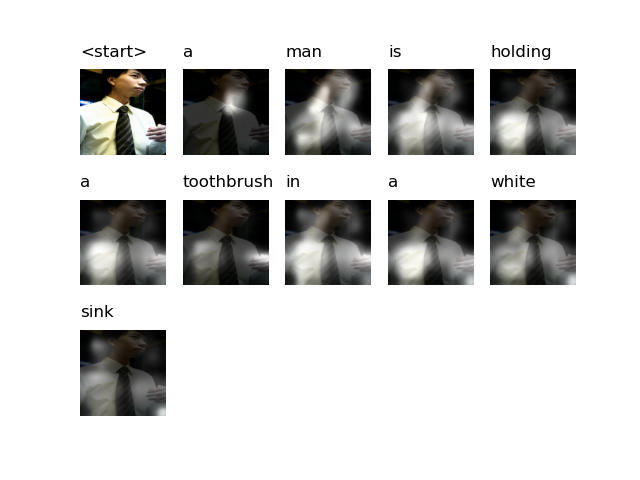 <start> a man is holding
a toothbrush in a white
sink